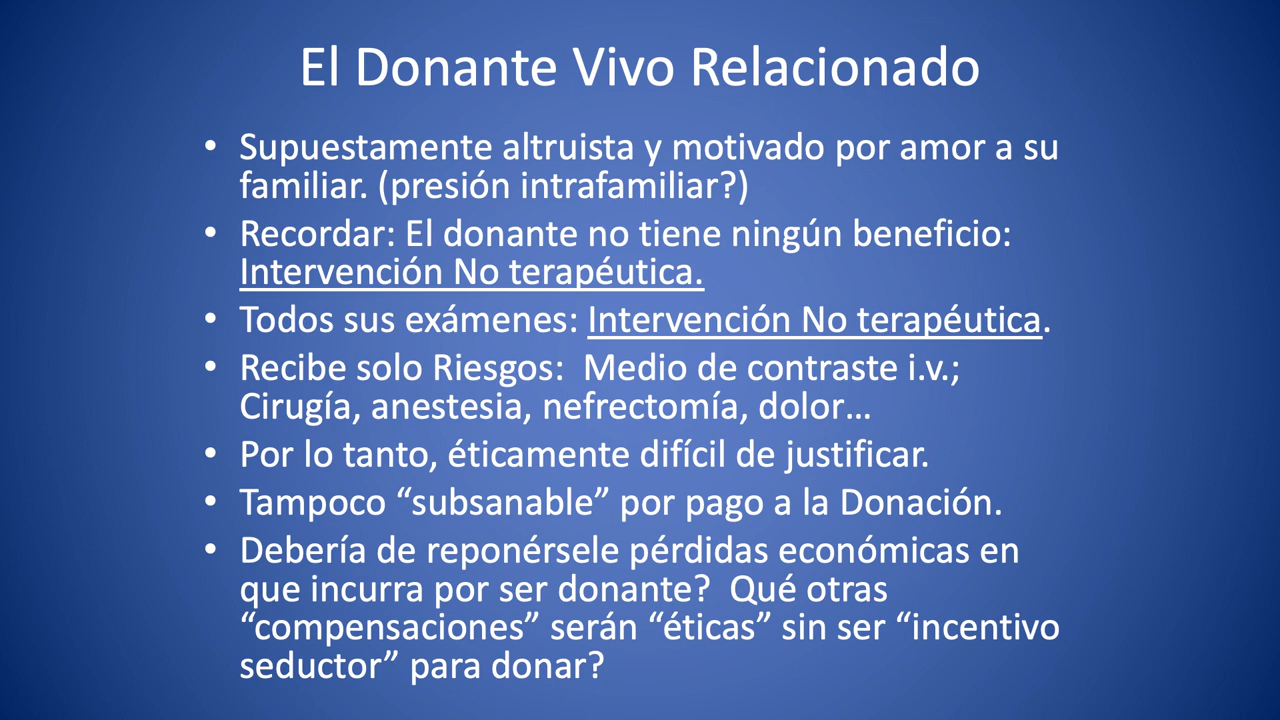 El Donante Vivo Relacionado
• Supuestamente altruista y motivado por amor a su
familiar. (presión intrafamiliar?)
• Recordar: El donante no tiene ningún beneficio:
Intervención No terapéutica.
• Todos sus exámenes: Intervención No terapéutica.
• Recibe solo Riesgos:  Medio de contraste i.v.;
Cirugía, anestesia, nefrectomía, dolor…
• Por lo tanto, éticamente difícil de justificar.
• Tampoco “subsanable” por pago a la Donación.
• Debería de reponérsele pérdidas económicas en
que incurra por ser donante?  Qué otras
“compensaciones” serán “éticas” sin ser “incentivo
seductor” para donar?